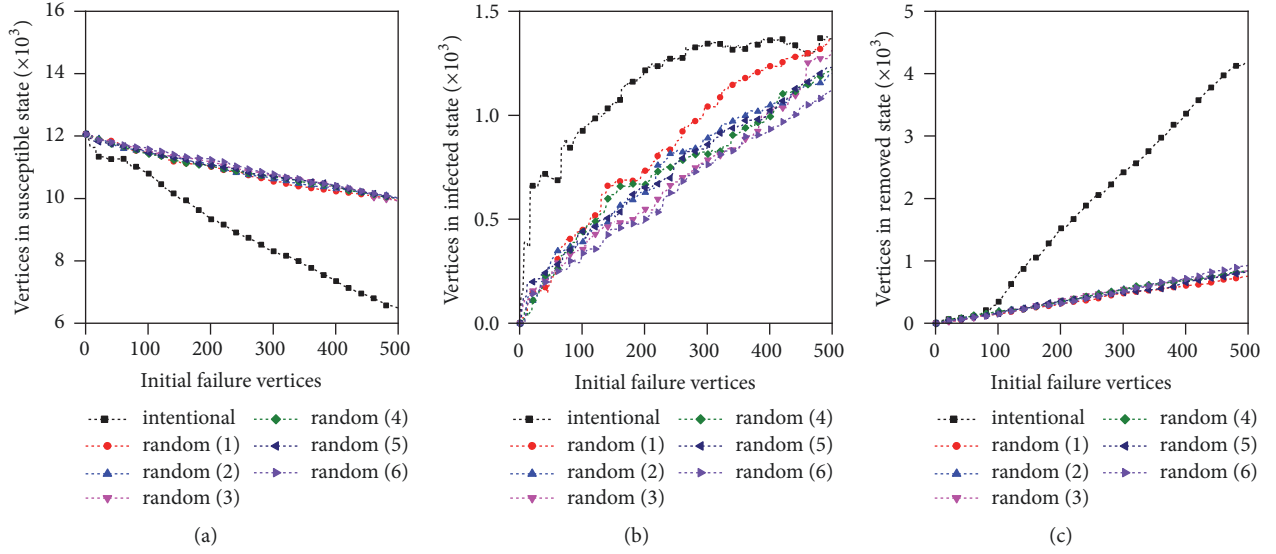 Vertices in susceptible state (×10³)
16
14
12
10
8
6
0 100 200 300 400 500
Initial failure vertices
intentional random (4)
random (1) random (5)
random (2) random (6)
random (3)
(a)
Vertices in infected state (×10³)
1.5
1.0
0.5
0.0
0 100 200 300 400 500
Initial failure vertices
intentional random (4)
random (1) random (5)
random (2) random (6)
random (3)
(b)
Vertices in removed state (×10³)
5
4
3
2
1
0
0 100 200 300 400 500
Initial failure vertices
intentional random (4)
random (1) random (5)
random (2) random (6)
random (3)
(c)